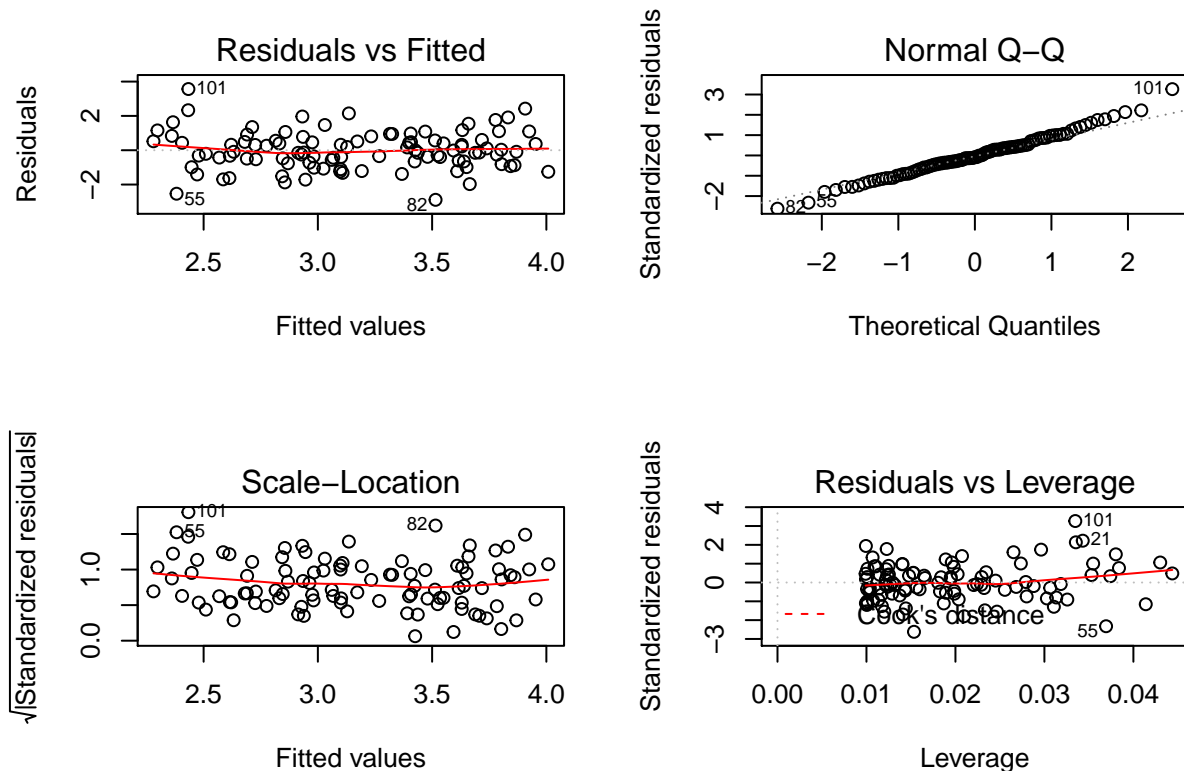 Residuals vs Fitted
Residuals
2
−2
101
55
82
2.5 3.0 3.5 4.0
Fitted values
Normal Q−Q
Standardized residuals
3
1
−2
101
82
55
−2 −1 0 1 2
Theoretical Quantiles
Scale−Location
√|Standardized residuals|
1.0
0.0
101
55
82
2.5 3.0 3.5 4.0
Fitted values
Residuals vs Leverage
Standardized residuals
4
2
0
−3
101
21
Cook's distance
55
0.00 0.01 0.02 0.03 0.04
Leverage